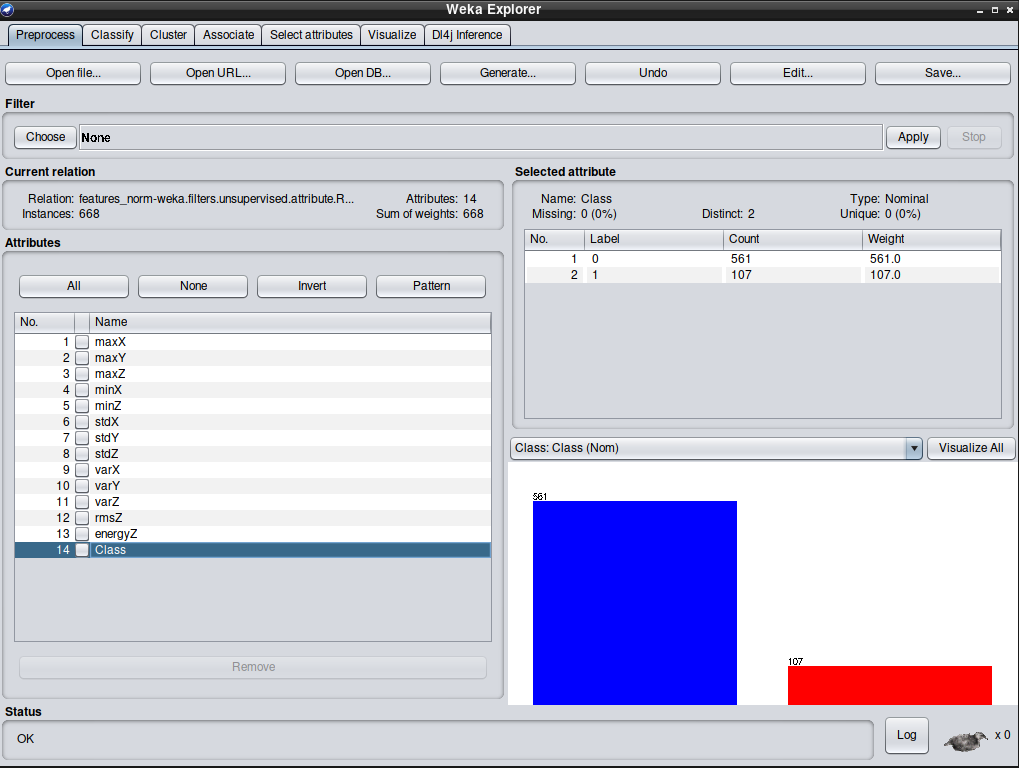 Weka Explorer
Preprocess Classify Cluster Associate Select attributes Visualize Dl4j Inference
Open file... Open URL... Open DB... Generate... Undo Edit... Save...
Filter
Choose None Apply Stop
Current relation
Relation: features_norm-weka.filters.unsupervised.attribute.R... Attributes: 14
Instances: 668 Sum of weights: 668
Attributes
All None Invert Pattern
No. Name
1 maxX
2 maxY
3 maxZ
4 minX
5 minZ
6 stdX
7 stdY
8 stdZ
9 varX
10 varY
11 varZ
12 rmsZ
13 energyZ
14 Class
Remove
Selected attribute
Name: Class Type: Nominal
Missing: 0 (0%) Distinct: 2 Unique: 0 (0%)
No. Label Count Weight
1 0 561 561.0
2 1 107 107.0
Class: Class (Nom) Visualize All
561
107
Status
OK
Log x 0